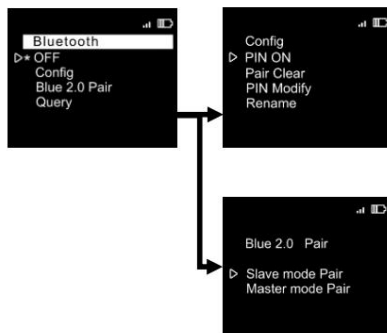 Bluetooth
* OFF
Config
Blue 2.0 Pair
Query
Config
PIN ON
Pair Clear
PIN Modify
Rename
Blue 2.0 Pair
Slave mode Pair
Master mode Pair